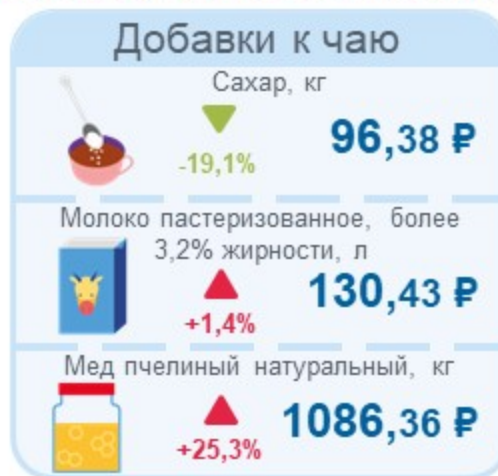 Добавки к чаю
Сахар, кг
-19,1%
96,38 ₽
Молоко пастеризованное, более
3,2% жирности, л
+1,4%
130,43 ₽
Мед пчелиный натуральный, кг
+25,3%
1086,36 ₽